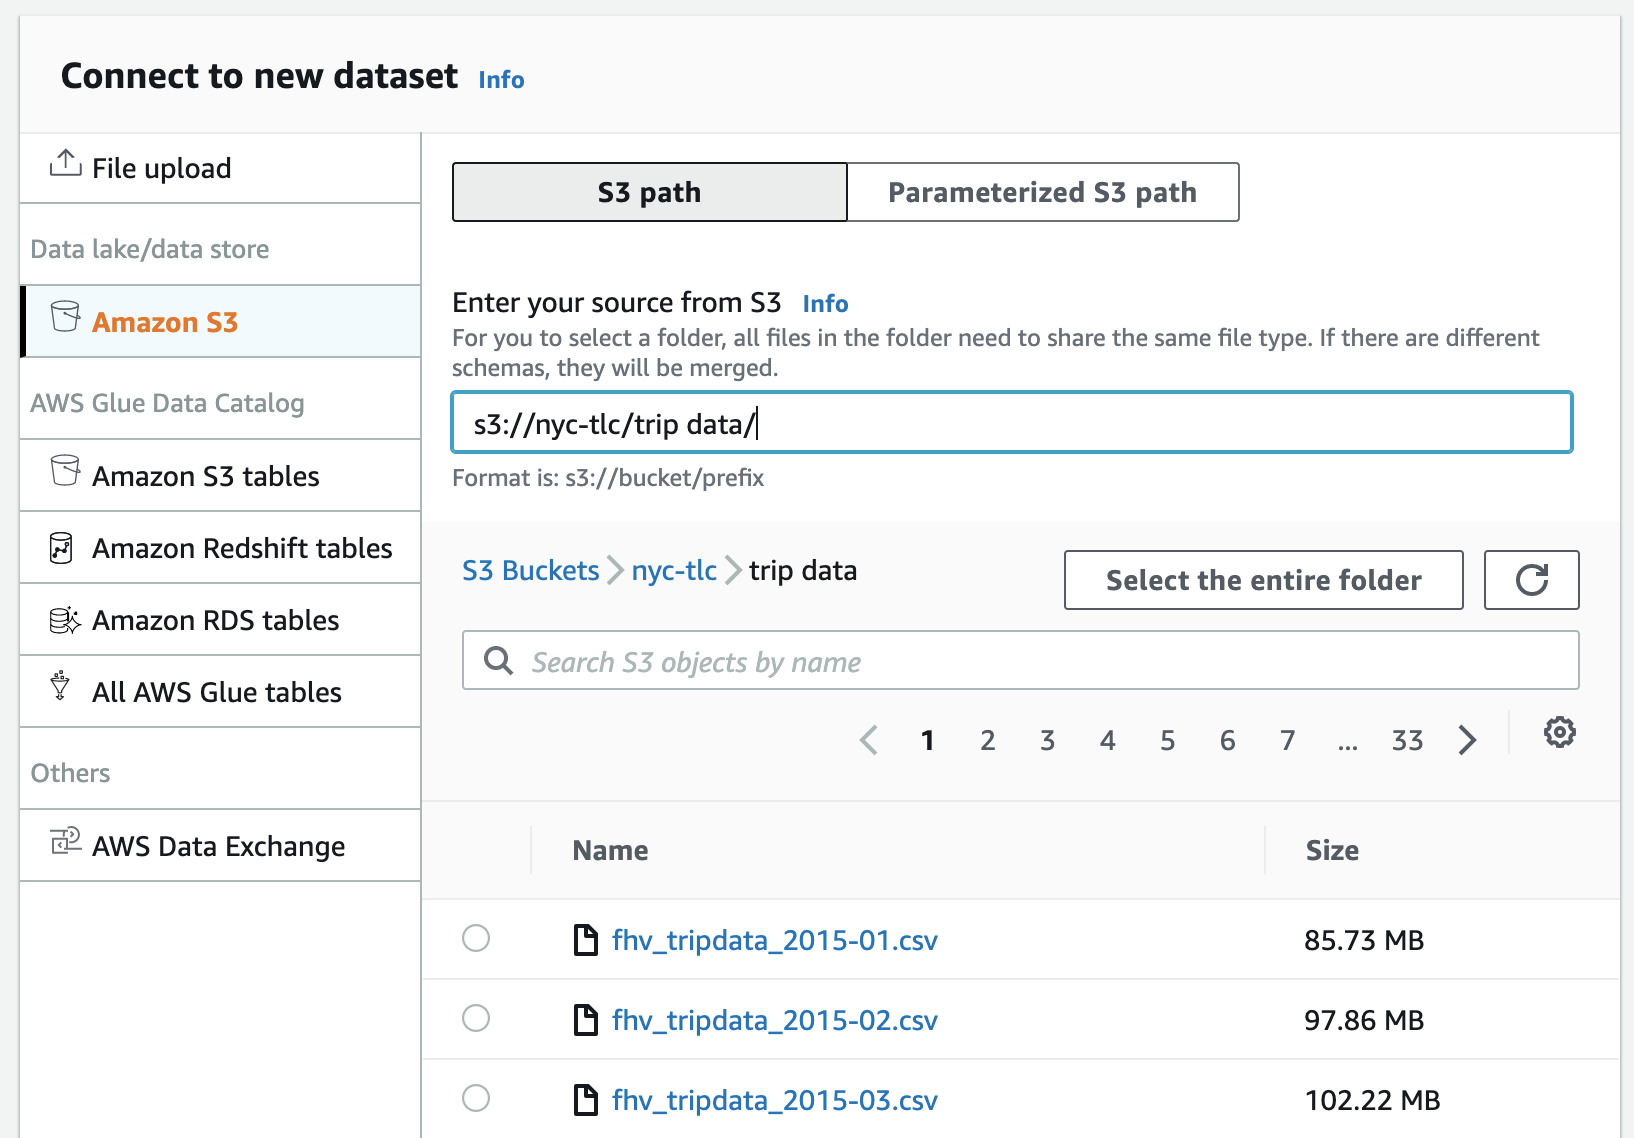 Connect to new dataset Info
File upload
Data lake/data store
Amazon S3
AWS Glue Data Catalog
Amazon S3 tables
Amazon Redshift tables
Amazon RDS tables
All AWS Glue tables
Others
AWS Data Exchange
S3 path Parameterized S3 path
Enter your source from S3 Info
For you to select a folder, all files in the folder need to share the same file type. If there are different
schemas, they will be merged.
s3://nyc-tlc/trip data/
Format is: s3://bucket/prefix
S3 Buckets nyc-tlc trip data Select the entire folder
Search S3 objects by name
1 2 3 4 5 6 7 ... 33
Name Size
fhv_tripdata_2015-01.csv 85.73 MB
fhv_tripdata_2015-02.csv 97.86 MB
fhv_tripdata_2015-03.csv 102.22 MB